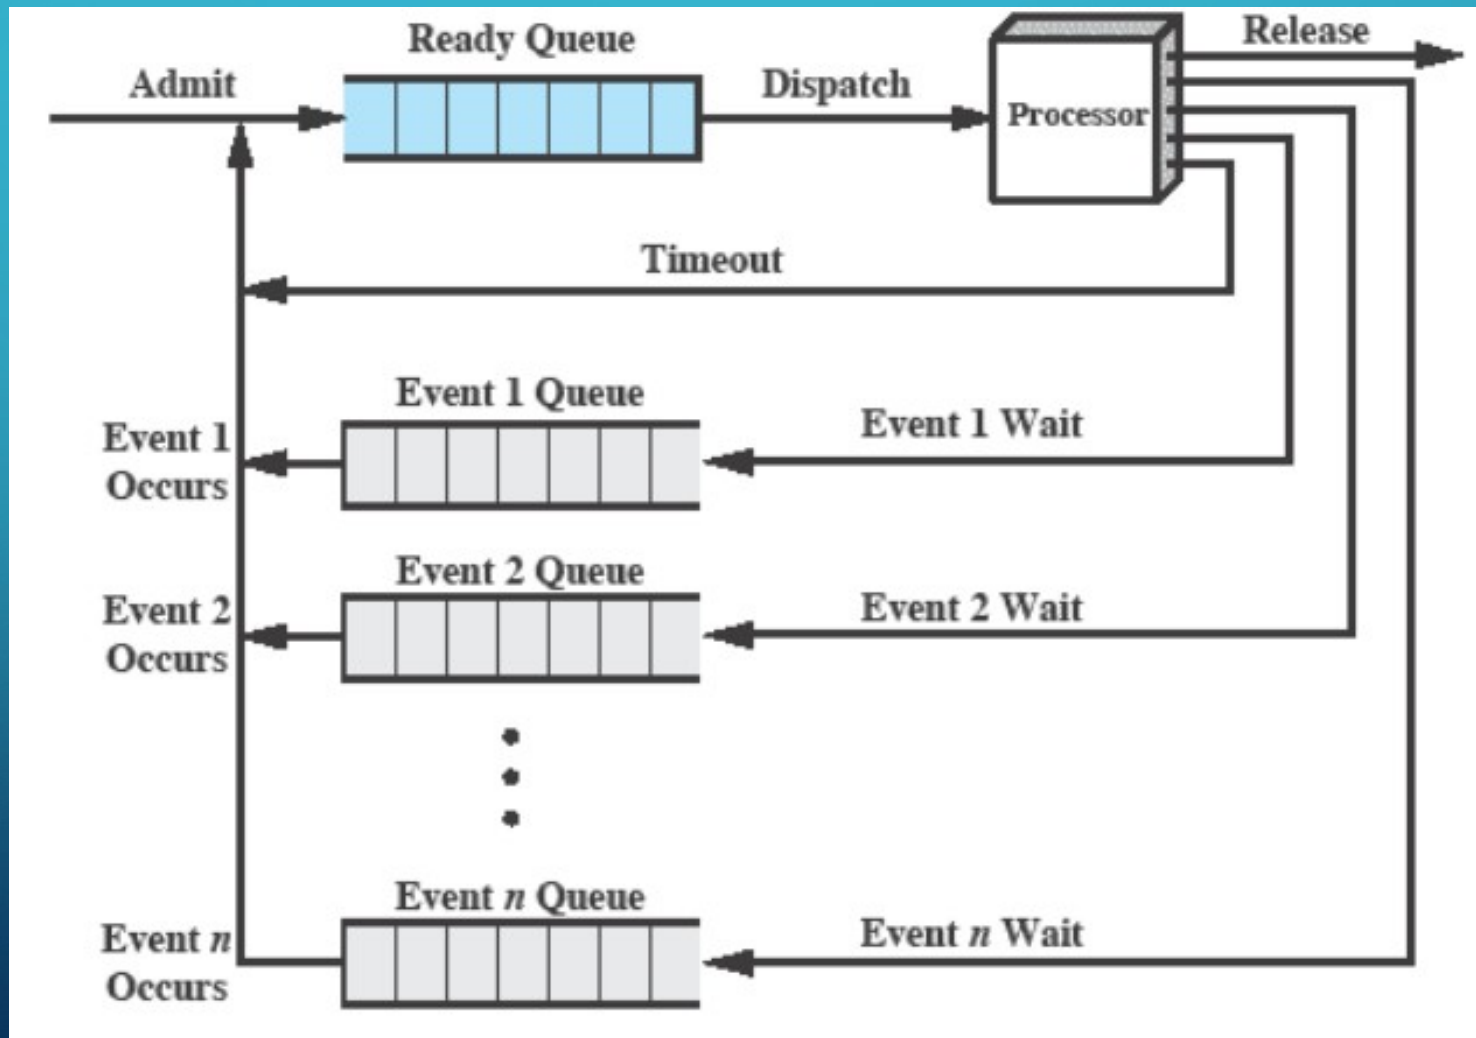 Ready Queue
Release
Admit
Dispatch
Processor
Timeout
Event 1 Queue
Event 1 Wait
Event 1
Occurs
Event 2 Queue
Event 2 Wait
Event 2
Occurs
Event n Queue
Event n Wait
Event n
Occurs